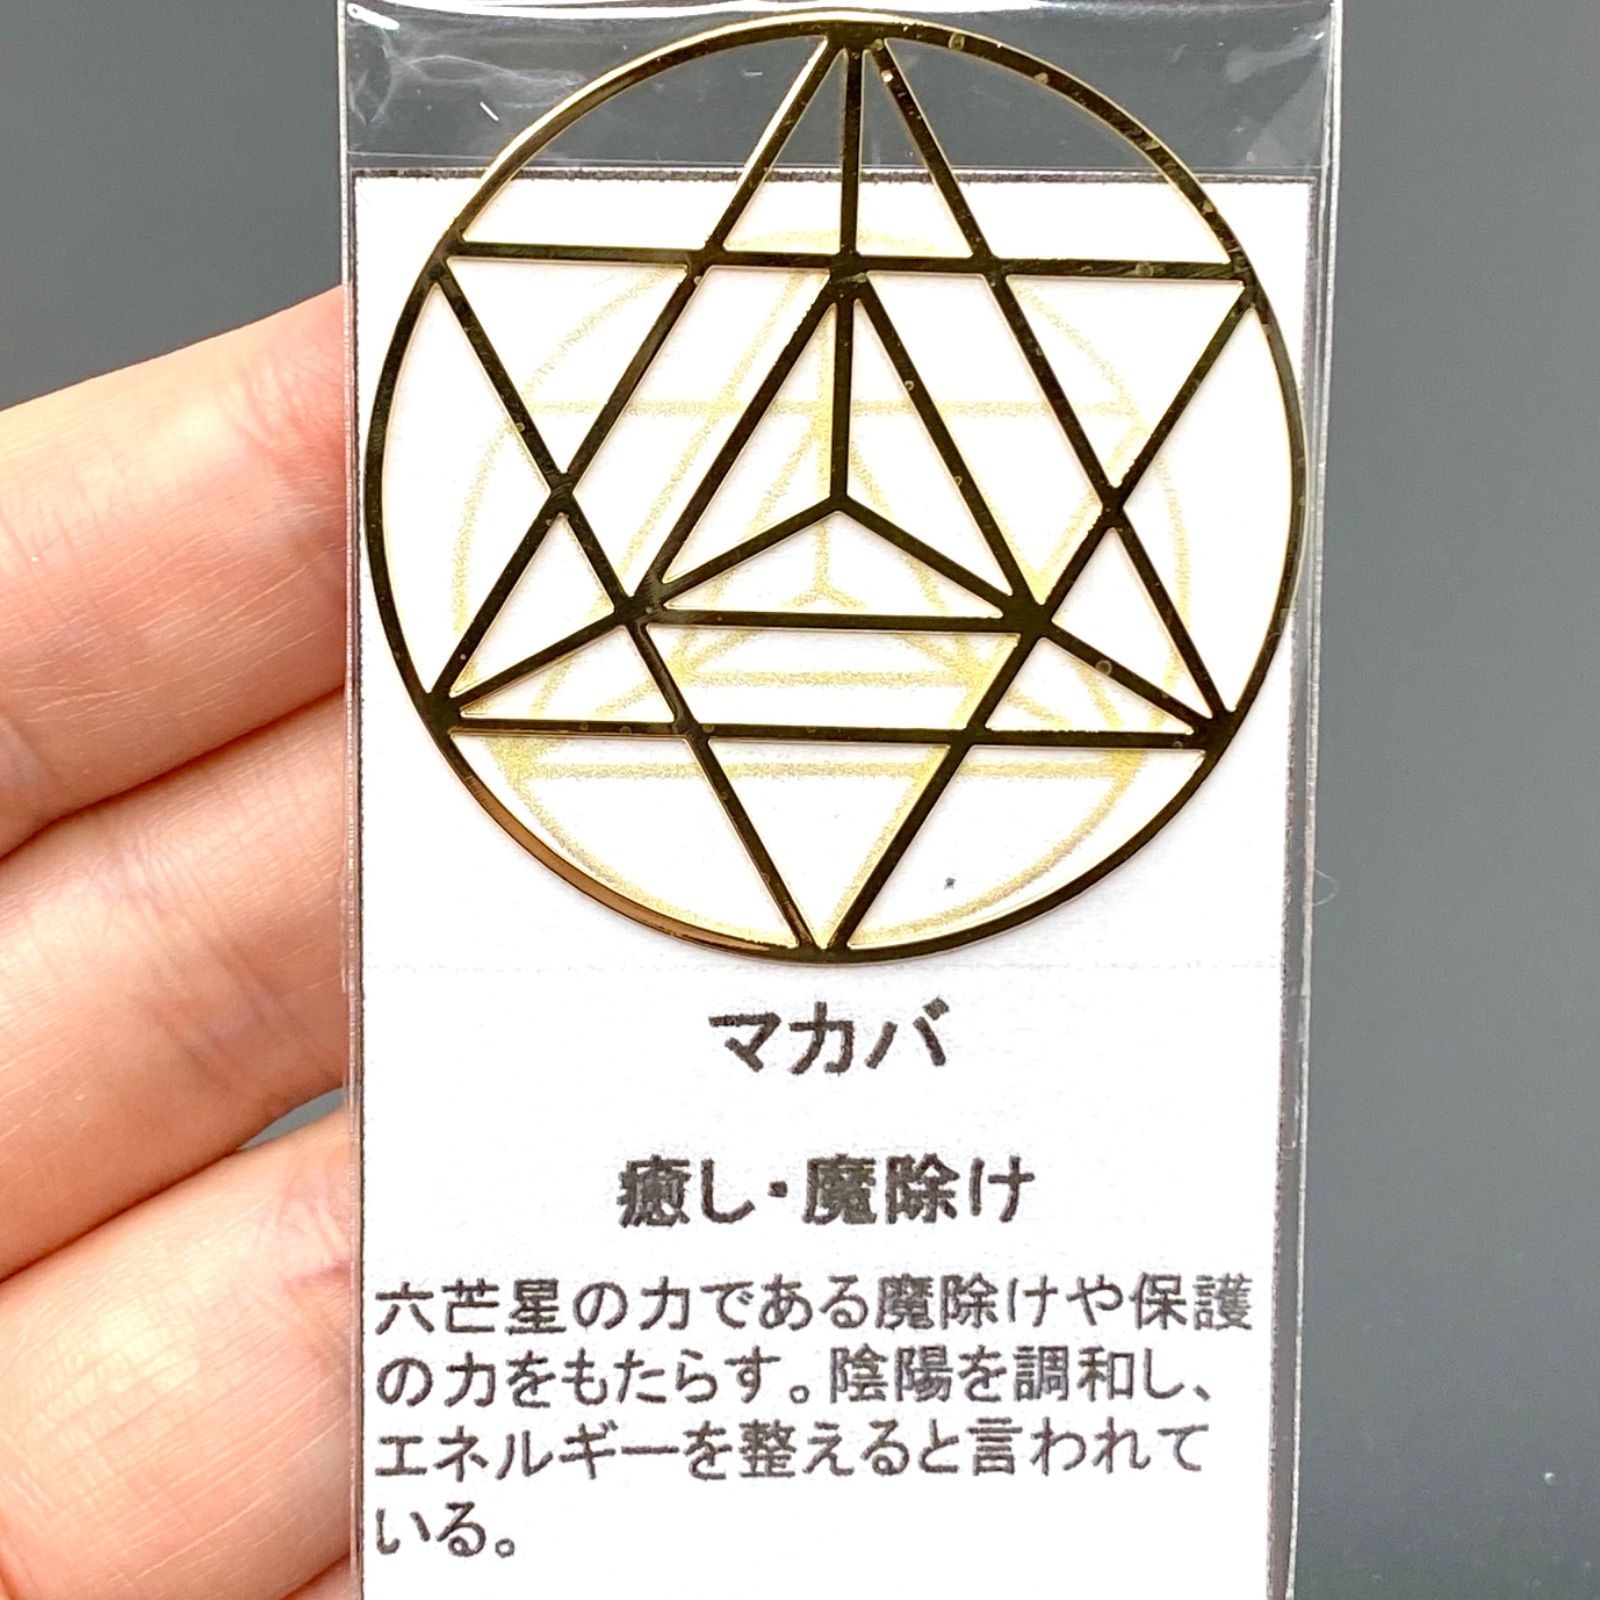 マカバ
癒し・魔除け
六芒星の力である魔除けや保護
の力をもたらす。陰陽を調和し、
エネルギーを整えると言われて
いる。